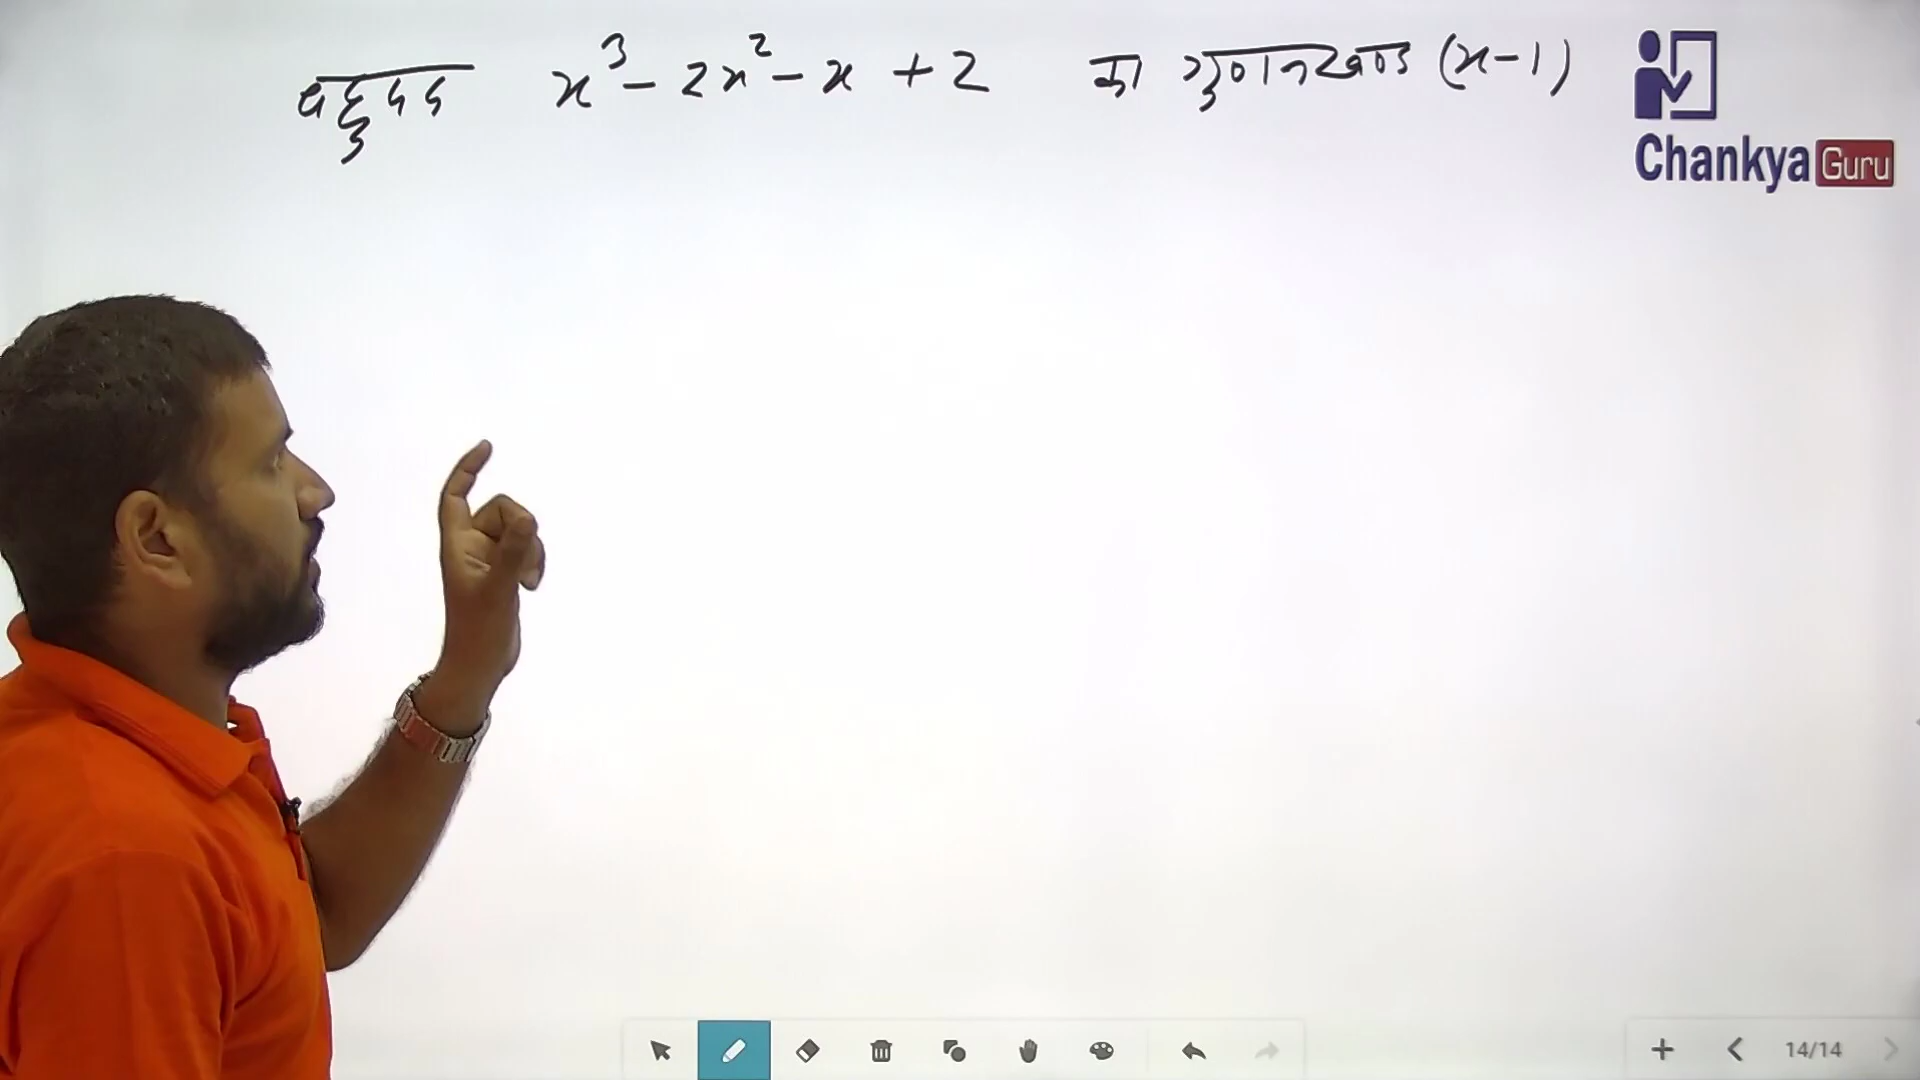 बहुपद x³ - 2x² - x + 2 का गुणनखण्ड (x-1)
Chankya Guru
14/14